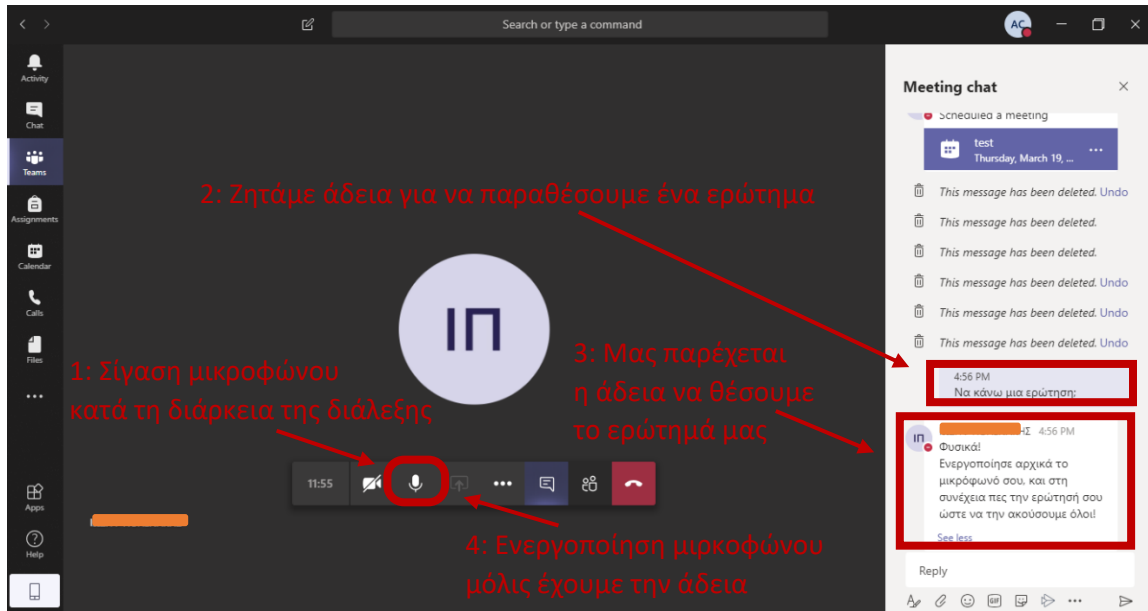 Search or type a command
AC
Activity
Chat
Teams
Assignments
Calendar
Calls
Files
Apps
Help
2: Ζητάμε άδεια για να παραθέσουμε ένα ερώτημα
ΙΠ
1: Σίγαση μικροφώνου
κατά τη διάρκεια της διάλεξης
3: Μας παρέχεται
η άδεια να θέσουμε
το ερώτημά μας
11:55
4: Ενεργοποίηση μιρκοφώνου
μόλις έχουμε την άδεια
Meeting chat
Scheduled a meeting
test
Thursday, March 19, ...
This message has been deleted. Undo
This message has been deleted.
This message has been deleted.
This message has been deleted. Undo
This message has been deleted. Undo
This message has been deleted. Undo
4:56 PM
Να κάνω μια ερώτηση;
ΙΠ
ΗΣ 4:56 PM
Φυσικά!
Ενεργοποίησε αρχικά το
μικρόφωνό σου, και στη
συνέχεια πες την ερώτησή σου
ώστε να την ακούσουμε όλοι!
See less
Reply
GIF